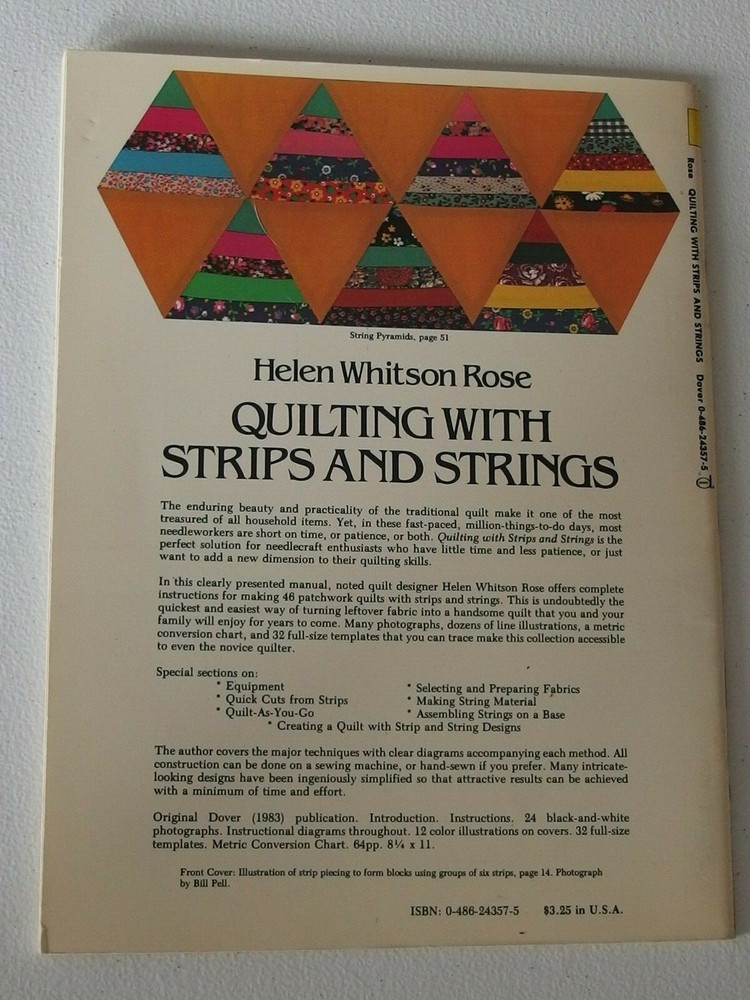 String Pyramids, page 51
Helen Whitson Rose
QUILTING WITH
STRIPS AND STRINGS
The enduring beauty and practicality of the traditional quilt make it one of the most
treasured of all household items. Yet, in these fast-paced, million-things-to-do days, most
needleworkers are short on time, or patience, or both. Quilting with Strips and Strings is the
perfect solution for needlecraft enthusiasts who have little time and less patience, or just
want to add a new dimension to their quilting skills.
In this clearly presented manual, noted quilt designer Helen Whitson Rose offers complete
instructions for making 46 patchwork quilts with strips and strings. This is undoubtedly the
quickest and easiest way of turning leftover fabric into a handsome quilt that you and your
family will enjoy for years to come. Many photographs, dozens of line illustrations, a metric
conversion chart, and 32 full-size templates that you can trace make this collection accessible
to even the novice quilter.
Special sections on:
* Equipment
* Quick Cuts from Strips
* Quilt-As-You-Go
* Selecting and Preparing Fabrics
* Making String Material
* Assembling Strings on a Base
* Creating a Quilt with Strip and String Designs
The author covers the major techniques with clear diagrams accompanying each method. All
construction can be done on a sewing machine, or hand-sewn if you prefer. Many intricate-
looking designs have been ingeniously simplified so that attractive results can be achieved
with a minimum of time and effort.
Original Dover (1983) publication. Introduction. Instructions. 24 black-and-white
photographs. Instructional diagrams throughout. 12 color illustrations on covers. 32 full-size
templates. Metric Conversion Chart. 64pp. 8¼ x 11.
Front Cover: Illustration of strip piecing to form blocks using groups of six strips, page 14. Photograph
by Bill Pell.
ISBN: 0-486-24357-5 $3.25 in U.S.A.
Rose QUILTING WITH STRIPS AND STRINGS Dover 0-486-24357-5